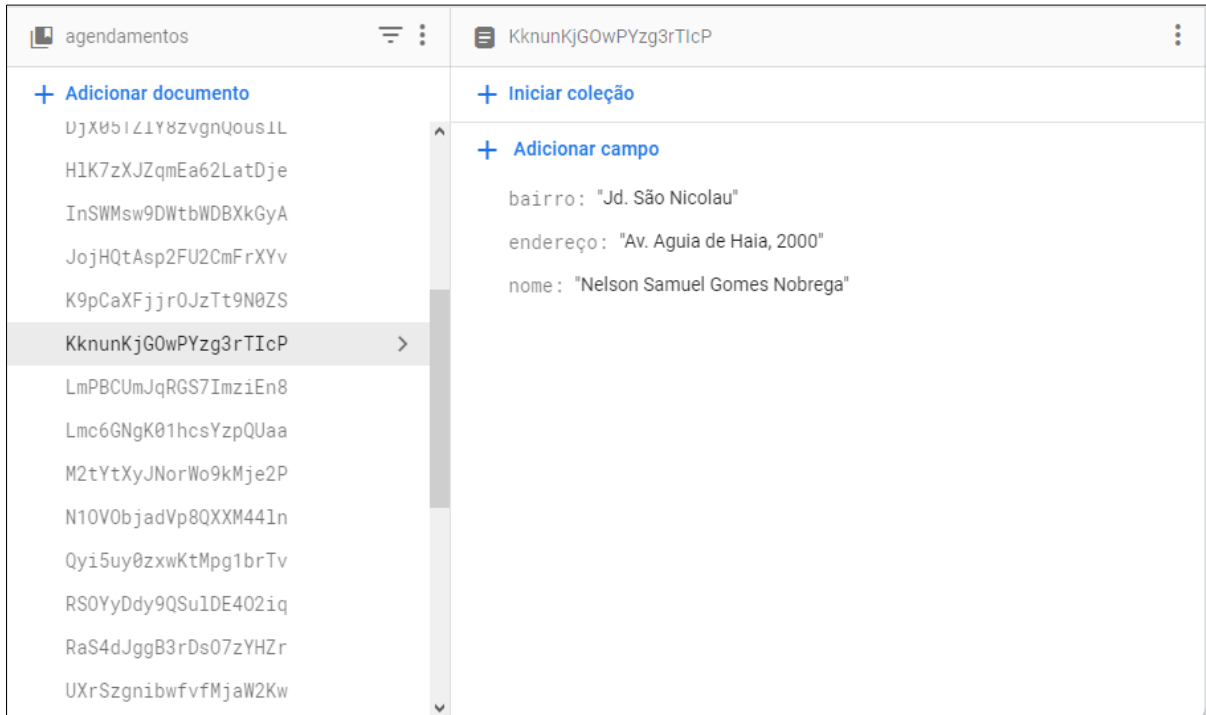 agendamentos
Adicionar documento
HlK7zXJZqmEa62LatDje
InSWMsw9DWtbWDBXkGyA
JojHQtAsp2FU2CmFrXYv
K9pCaXFjjrOJzTt9N0ZS
KknunKjGOwPYzg3rTIcP
LmPBCUmJqRGS7ImziEn8
Lmc6GNgK01hcsYzpQUaa
M2tYtXyJNorWo9kMje2P
N1OVObjadVp8QXXM44ln
Qyi5uy0zxwKtMpg1brTv
RSOYyDdy9QSulDE4O2iq
RaS4dJggB3rDsO7zYHZr
UXrSzgnibwfvfMjaW2Kw
KknunKjGOwPYzg3rTIcP
Iniciar coleção
Adicionar campo
bairro: "Jd. São Nicolau"
endereço: "Av. Aguia de Haia, 2000"
nome: "Nelson Samuel Gomes Nobrega"